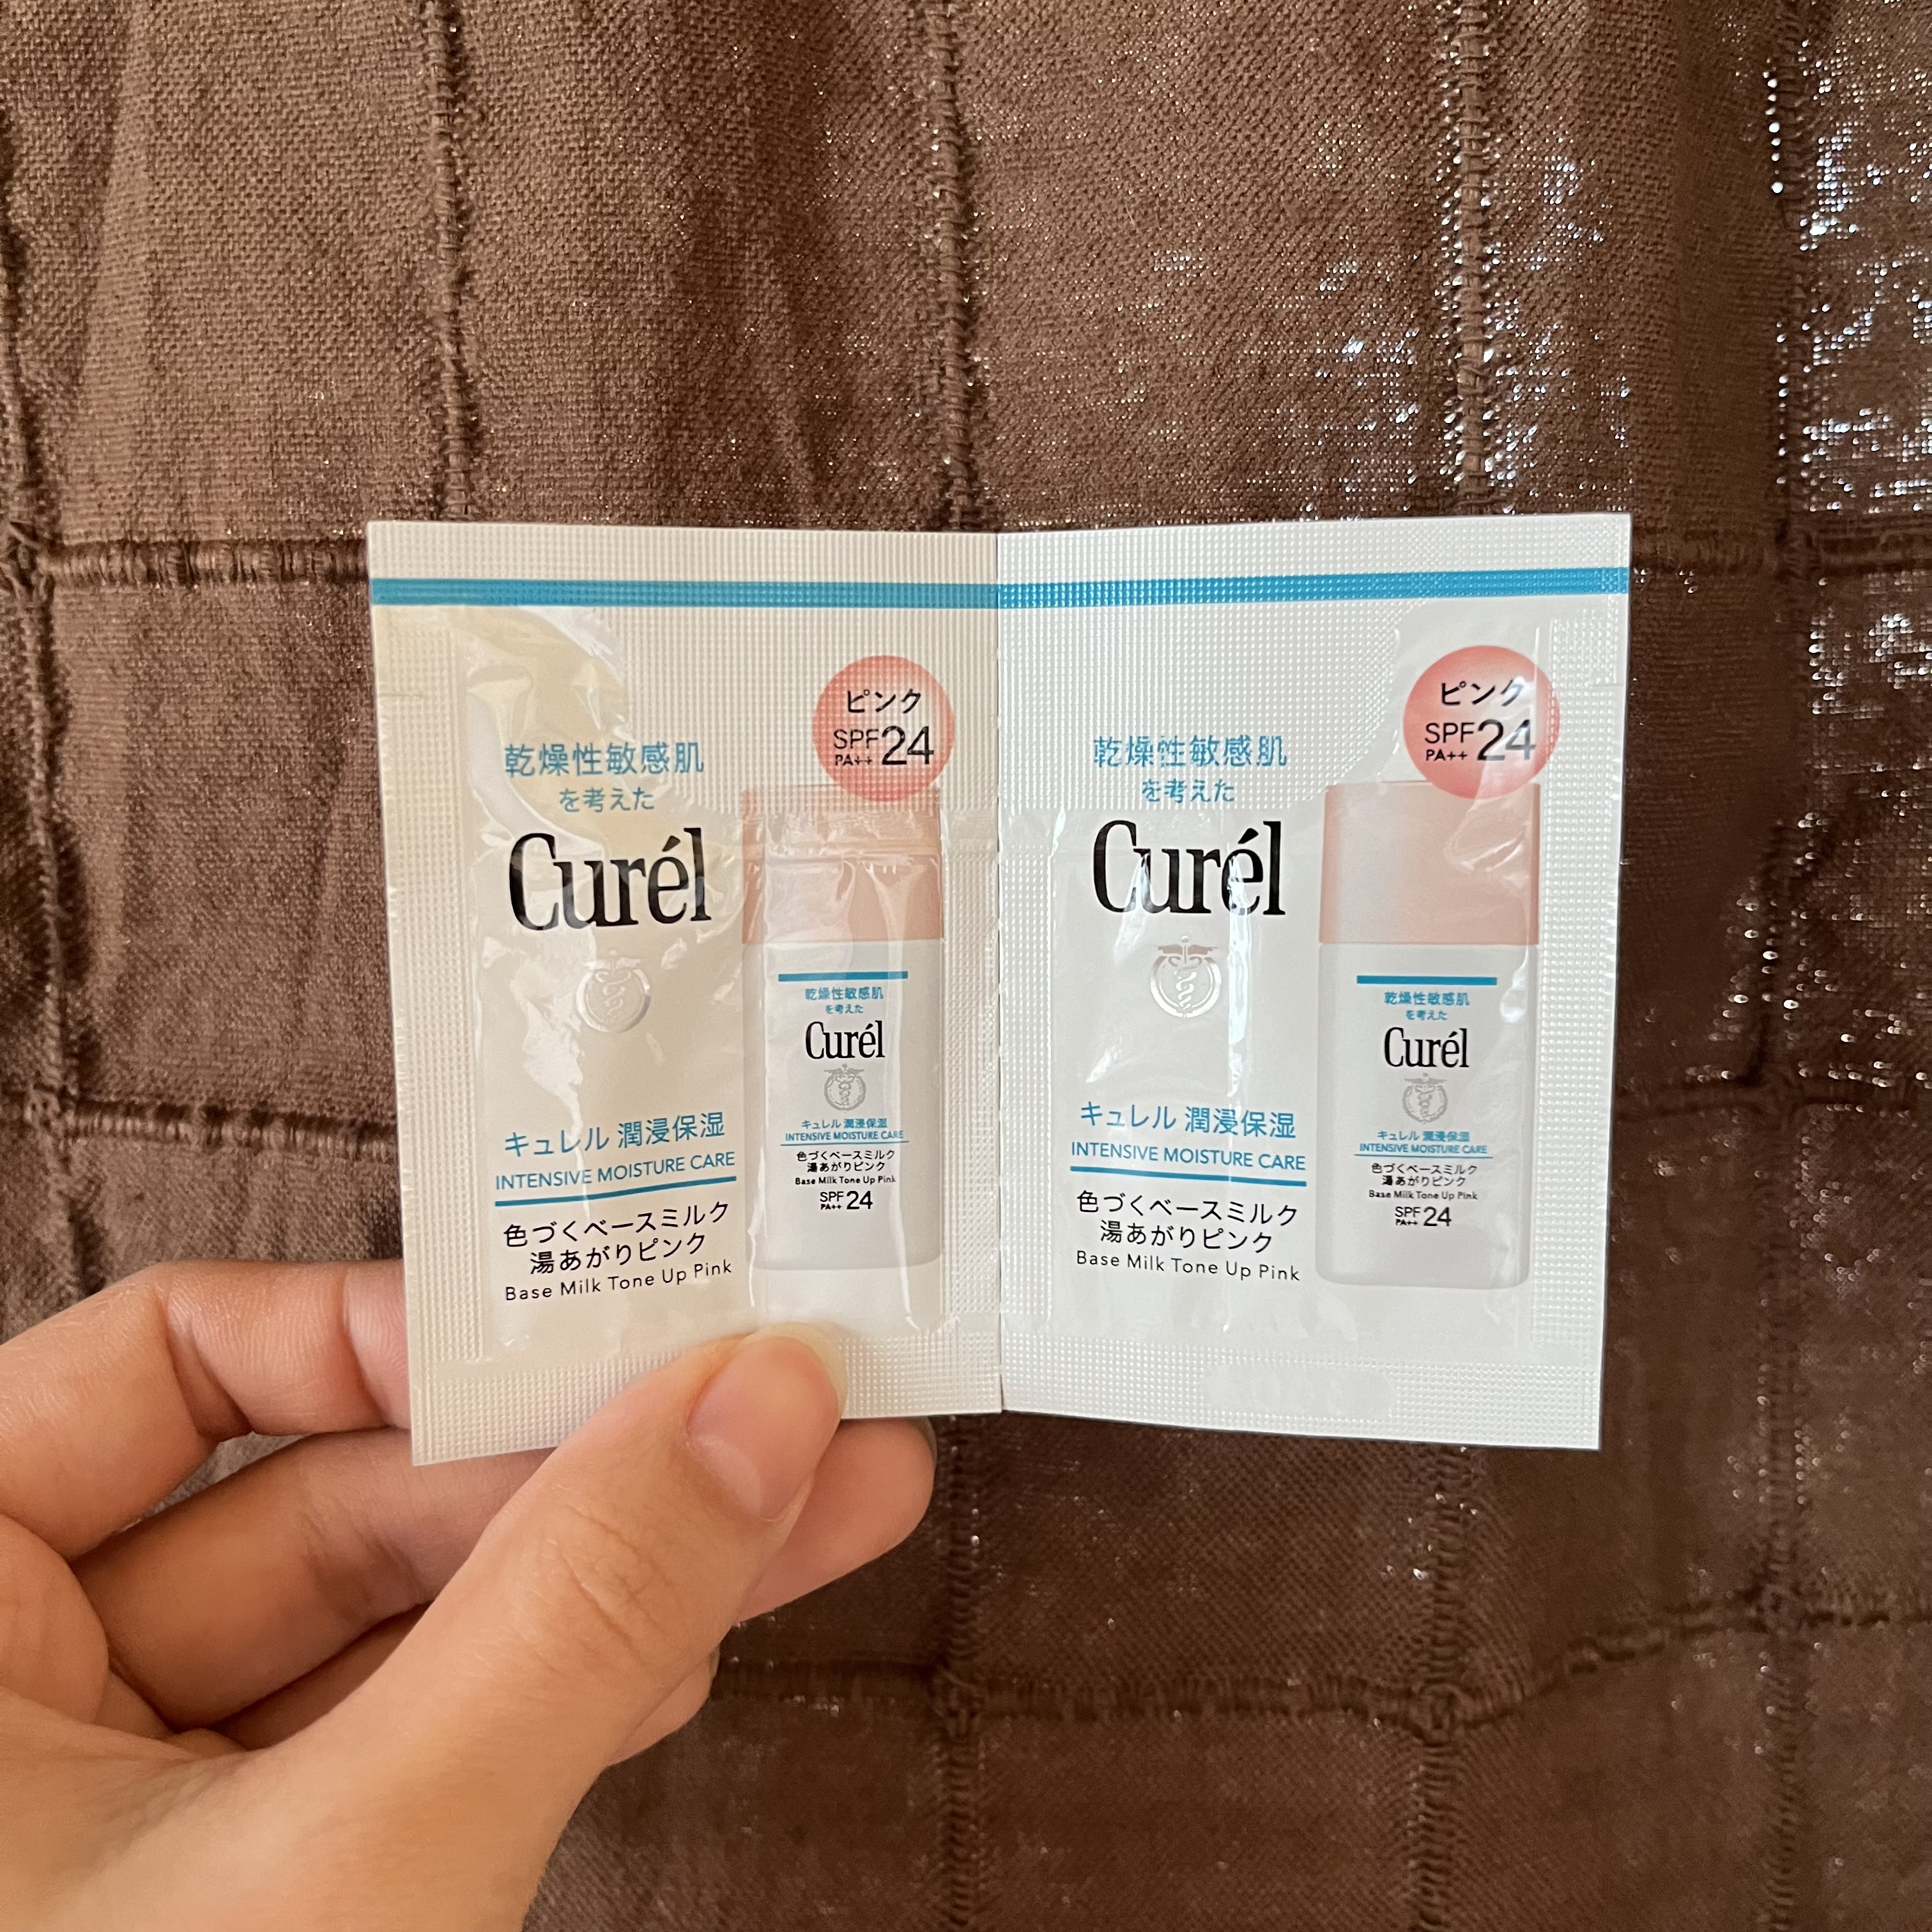 ピンク
SPF 24
PA++
乾燥性敏感肌
を考えた
Curél
キュレル 潤浸保湿
INTENSIVE MOISTURE CARE
色づくベースミルク
湯あがりピンク
Base Milk Tone Up Pink
乾燥性敏感肌
を考えた
Curél
キュレル 潤浸保湿
INTENSIVE MOISTURE CARE
色づくベースミルク
湯あがりピンク
Base Milk Tone Up Pink
SPF 24
PA++
ピンク
SPF 24
PA++
乾燥性敏感肌
を考えた
Curél
キュレル 潤浸保湿
INTENSIVE MOISTURE CARE
色づくベースミルク
湯あがりピンク
Base Milk Tone Up Pink
乾燥性敏感肌
を考えた
Curél
キュレル 潤浸保湿
INTENSIVE MOISTURE CARE
色づくベースミルク
湯あがりピンク
Base Milk Tone Up Pink
SPF 24
PA++